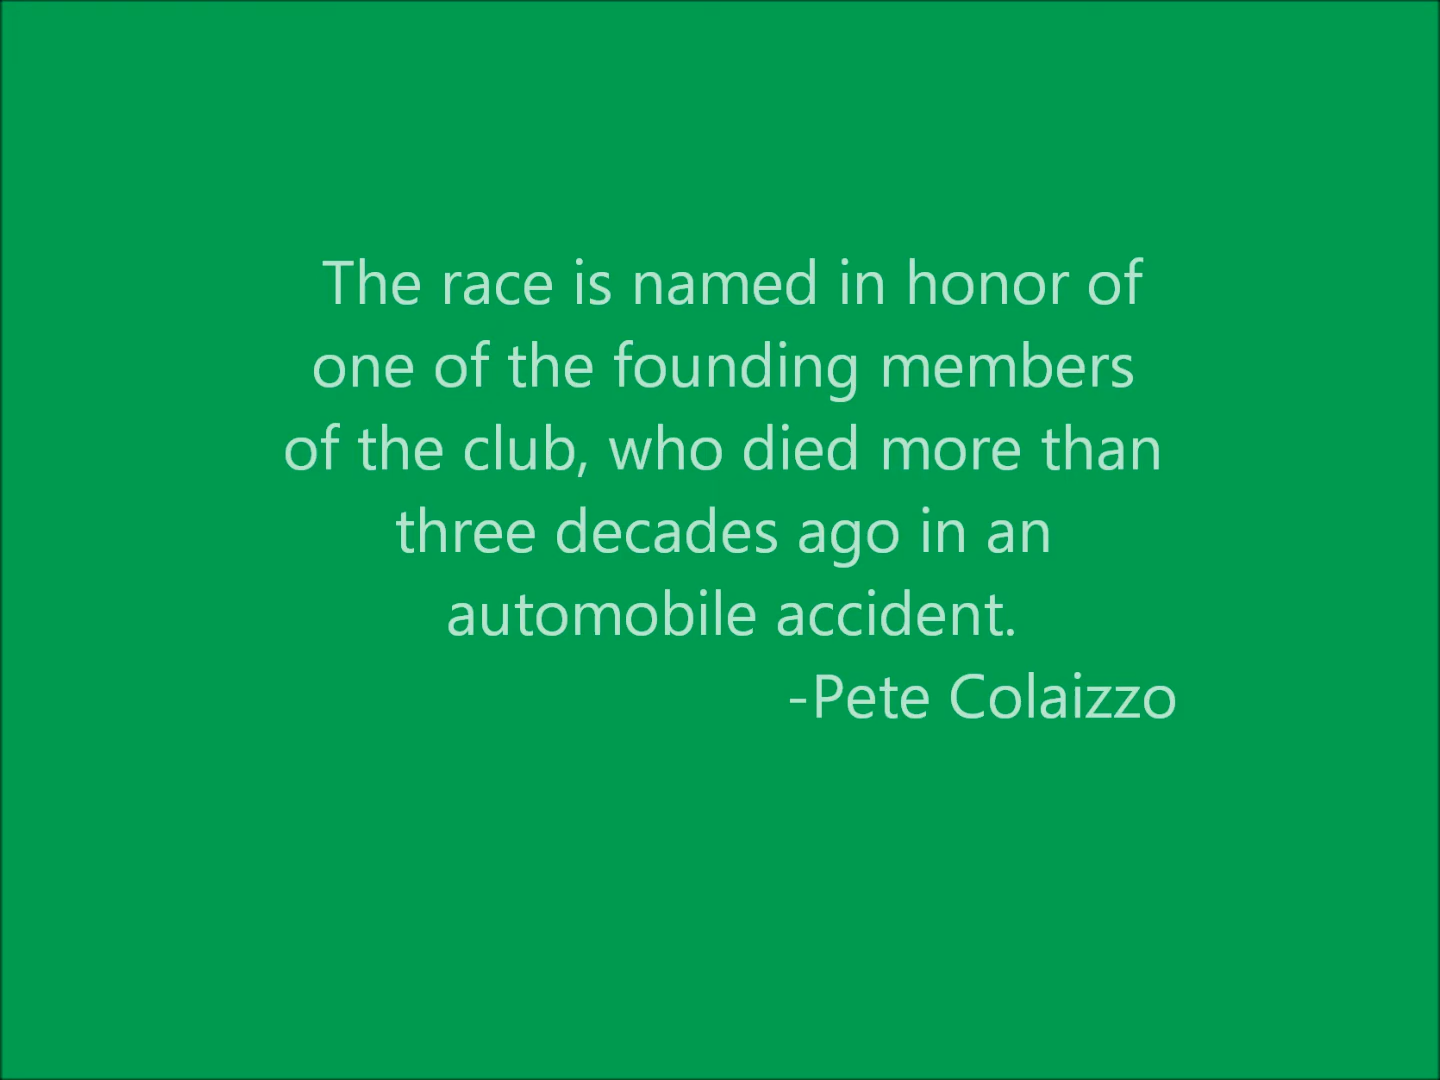 The race is named in honor of
one of the founding members
of the club, who died more than
three decades ago in an
automobile accident.
-Pete Colaizzo